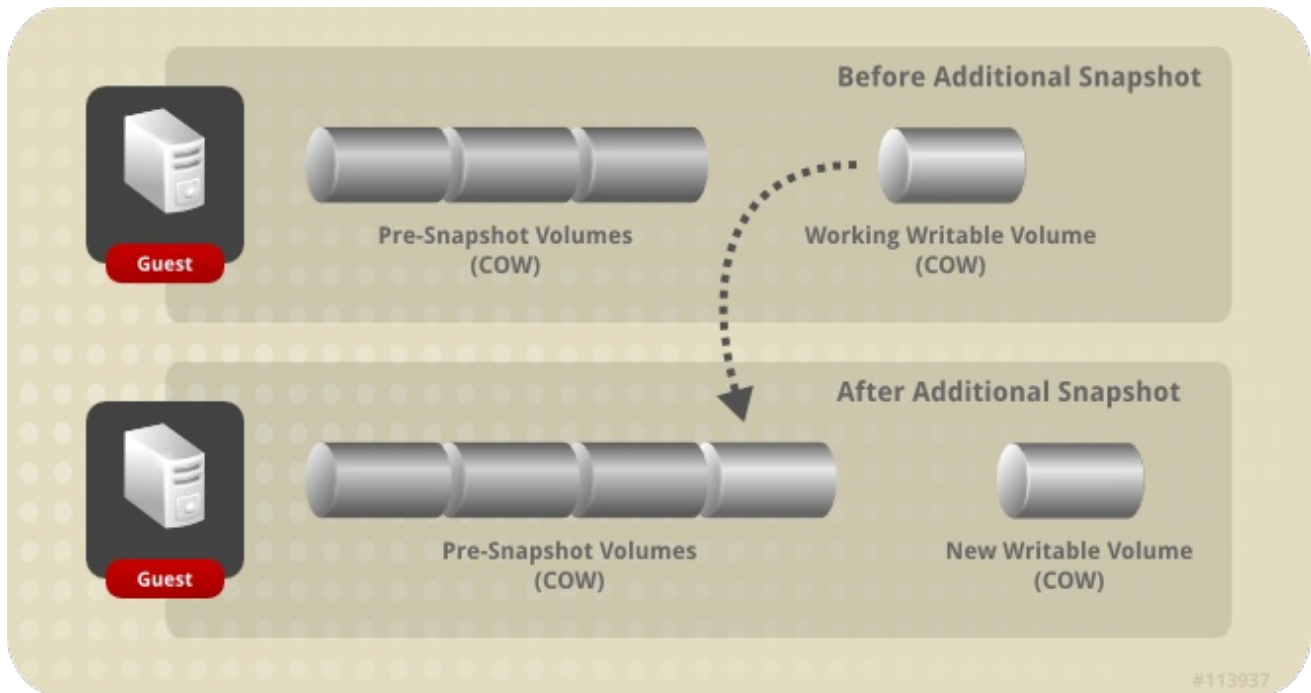 Before Additional Snapshot
Guest
Pre-Snapshot Volumes
(COW)
Working Writable Volume
(COW)
After Additional Snapshot
Guest
Pre-Snapshot Volumes
(COW)
New Writable Volume
(COW)
#113937